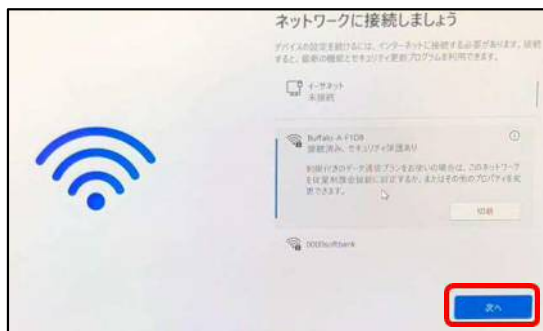 ネットワークに接続しましょう
デバイスの設定を続けるには、インターネットに接続する必要があります。接続
すると、最新の機能とセキュリティ更新プログラムを利用できます。
イーサネット
未接続
Buffalo-A-F1D8
接続済み、セキュリティ保護あり
制限付きのデータ通信プランをお使いの場合は、このネットワーク
を従量制課金接続に設定するか、またはその他のプロパティを変
更できます。
切断
0000softbank
次へ